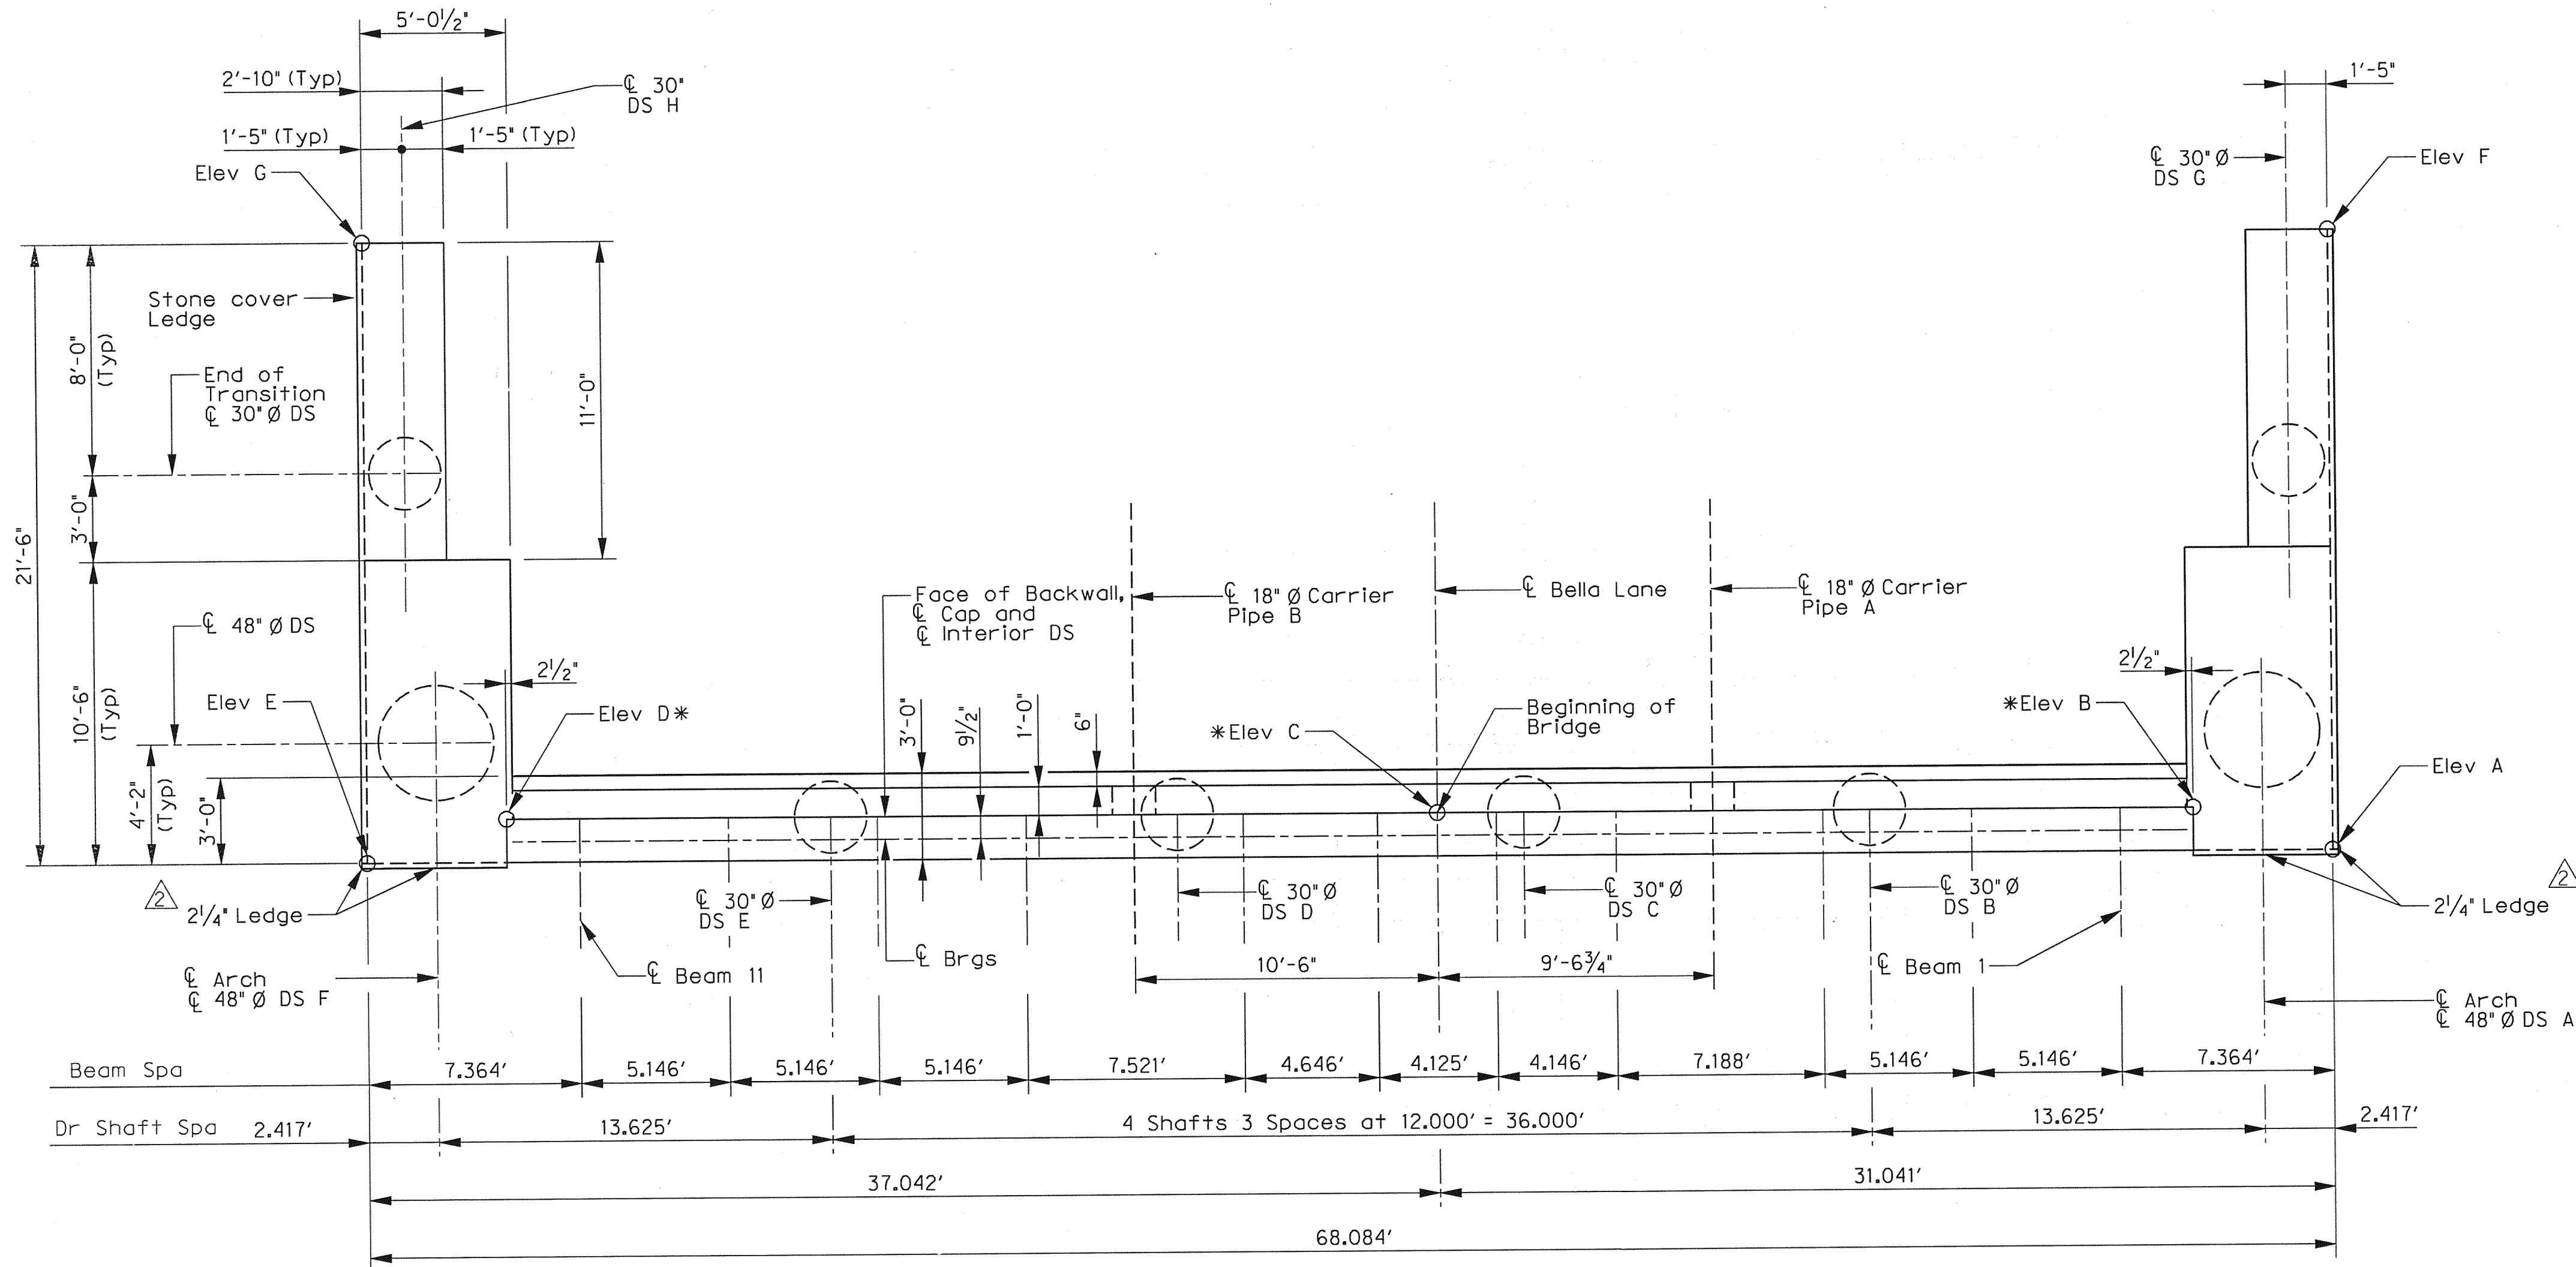 5'-0½"
2'-10" (Typ)
℄ 30"
DS H
1'-5" (Typ)
1'-5" (Typ)
Elev G
1'-5"
℄ 30"Ø
DS G
Elev F
Stone cover
Ledge
8'-0"
(Typ)
End of
Transition
℄ 30"Ø DS
11'-0"
3'-0"
21'-6"
10'-6"
(Typ)
℄ 48"Ø DS
Elev E
4'-2"
(Typ)
3'-0"
2½"
Elev D*
Face of Backwall,
℄ Cap and
℄ Interior DS
℄ 18"Ø Carrier
Pipe B
℄ Bella Lane
℄ 18"Ø Carrier
Pipe A
3'-0"
9½"
1'-0"
6"
*Elev C
Beginning of
Bridge
2½"
*Elev B
Elev A
2
2¼" Ledge
℄ 30"Ø
DS E
℄ 30"Ø
DS D
℄ 30"Ø
DS C
℄ 30"Ø
DS B
2
2¼" Ledge
℄ Arch
℄ 48"Ø DS F
℄ Beam 11
℄ Brgs
10'-6"
9'-6¾"
℄ Beam 1
℄ Arch
℄ 48"Ø DS A
Beam Spa 7.364' 5.146' 5.146' 5.146' 7.521' 4.646' 4.125' 4.146' 7.188' 5.146' 5.146' 7.364'
Dr Shaft Spa 2.417' 13.625' 4 Shafts 3 Spaces at 12.000' = 36.000' 13.625' 2.417'
37.042' 31.041'
68.084'